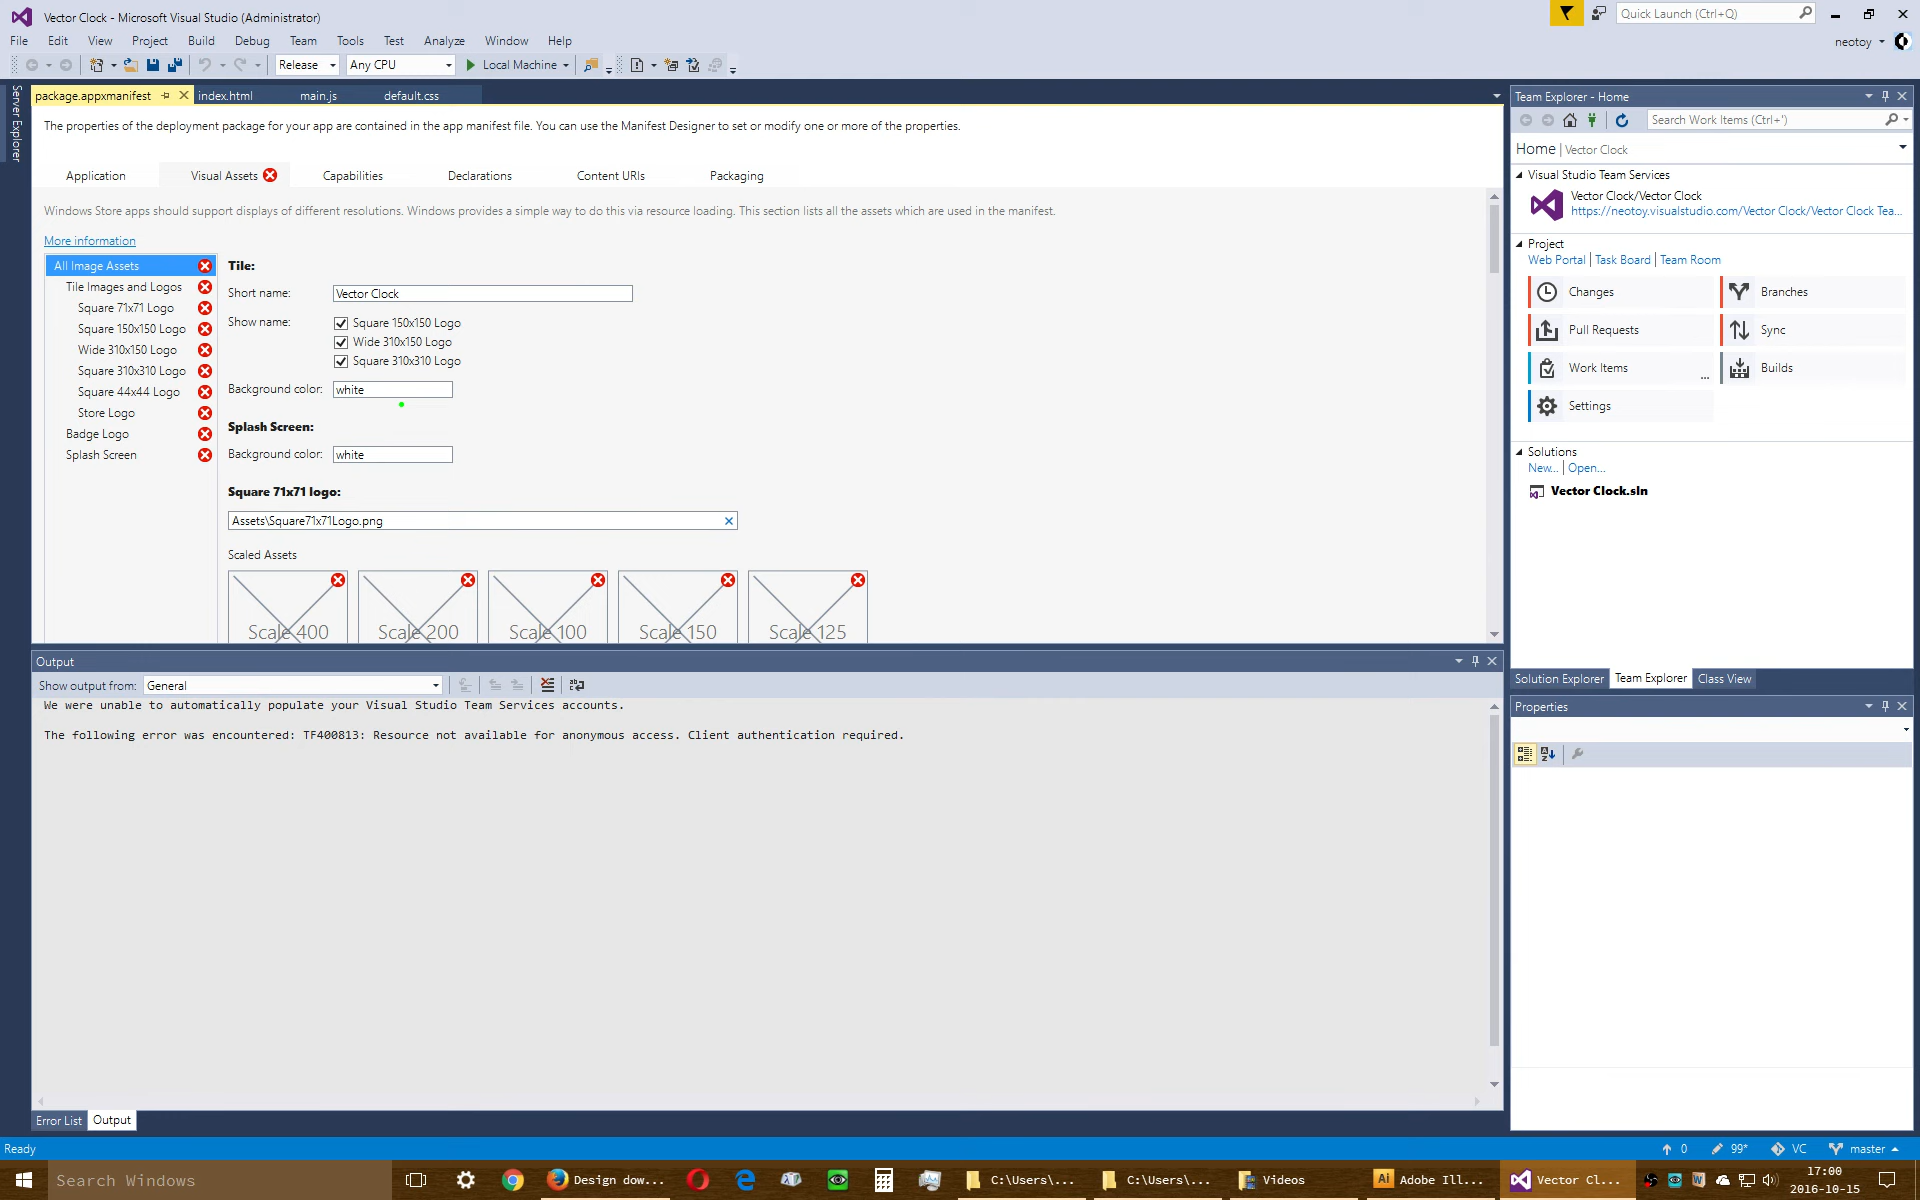 Vector Clock - Microsoft Visual Studio (Administrator)
Quick Launch (Ctrl+Q)
File Edit View Project Build Debug Team Tools Test Analyze Window Help
neotoy
Release Any CPU Local Machine
Server Explorer
package.appxmanifest index.html main.js default.css
The properties of the deployment package for your app are contained in the app manifest file. You can use the Manifest Designer to set or modify one or more of the properties.
Application Visual Assets Capabilities Declarations Content URIs Packaging
Windows Store apps should support displays of different resolutions. Windows provides a simple way to do this via resource loading. This section lists all the assets which are used in the manifest.
More information
All Image Assets
Tile Images and Logos
Square 71x71 Logo
Square 150x150 Logo
Wide 310x150 Logo
Square 310x310 Logo
Square 44x44 Logo
Store Logo
Badge Logo
Splash Screen
Tile:
Short name: Vector Clock
Show name: Square 150x150 Logo
Wide 310x150 Logo
Square 310x310 Logo
Background color: white
Splash Screen:
Background color: white
Square 71x71 logo:
Assets\Square71x71Logo.png
Scaled Assets
Scale 400 Scale 200 Scale 100 Scale 150 Scale 125
Output
Show output from: General
We were unable to automatically populate your Visual Studio Team Services accounts.
The following error was encountered: TF400813: Resource not available for anonymous access. Client authentication required.
Error List Output
Team Explorer - Home
Search Work Items (Ctrl+')
Home | Vector Clock
Visual Studio Team Services
Vector Clock/Vector Clock
https://neotoy.visualstudio.com/Vector Clock/Vector Clock Tea...
Project
Web Portal | Task Board | Team Room
Changes Branches
Pull Requests Sync
Work Items ... Builds
Settings
Solutions
New... | Open...
Vector Clock.sln
Solution Explorer Team Explorer Class View
Properties
Ready
0 99* VC master
Search Windows
Design dow... C:\Users\... C:\Users\... Videos Adobe Ill... Vector Cl...
17:00
2016-10-15